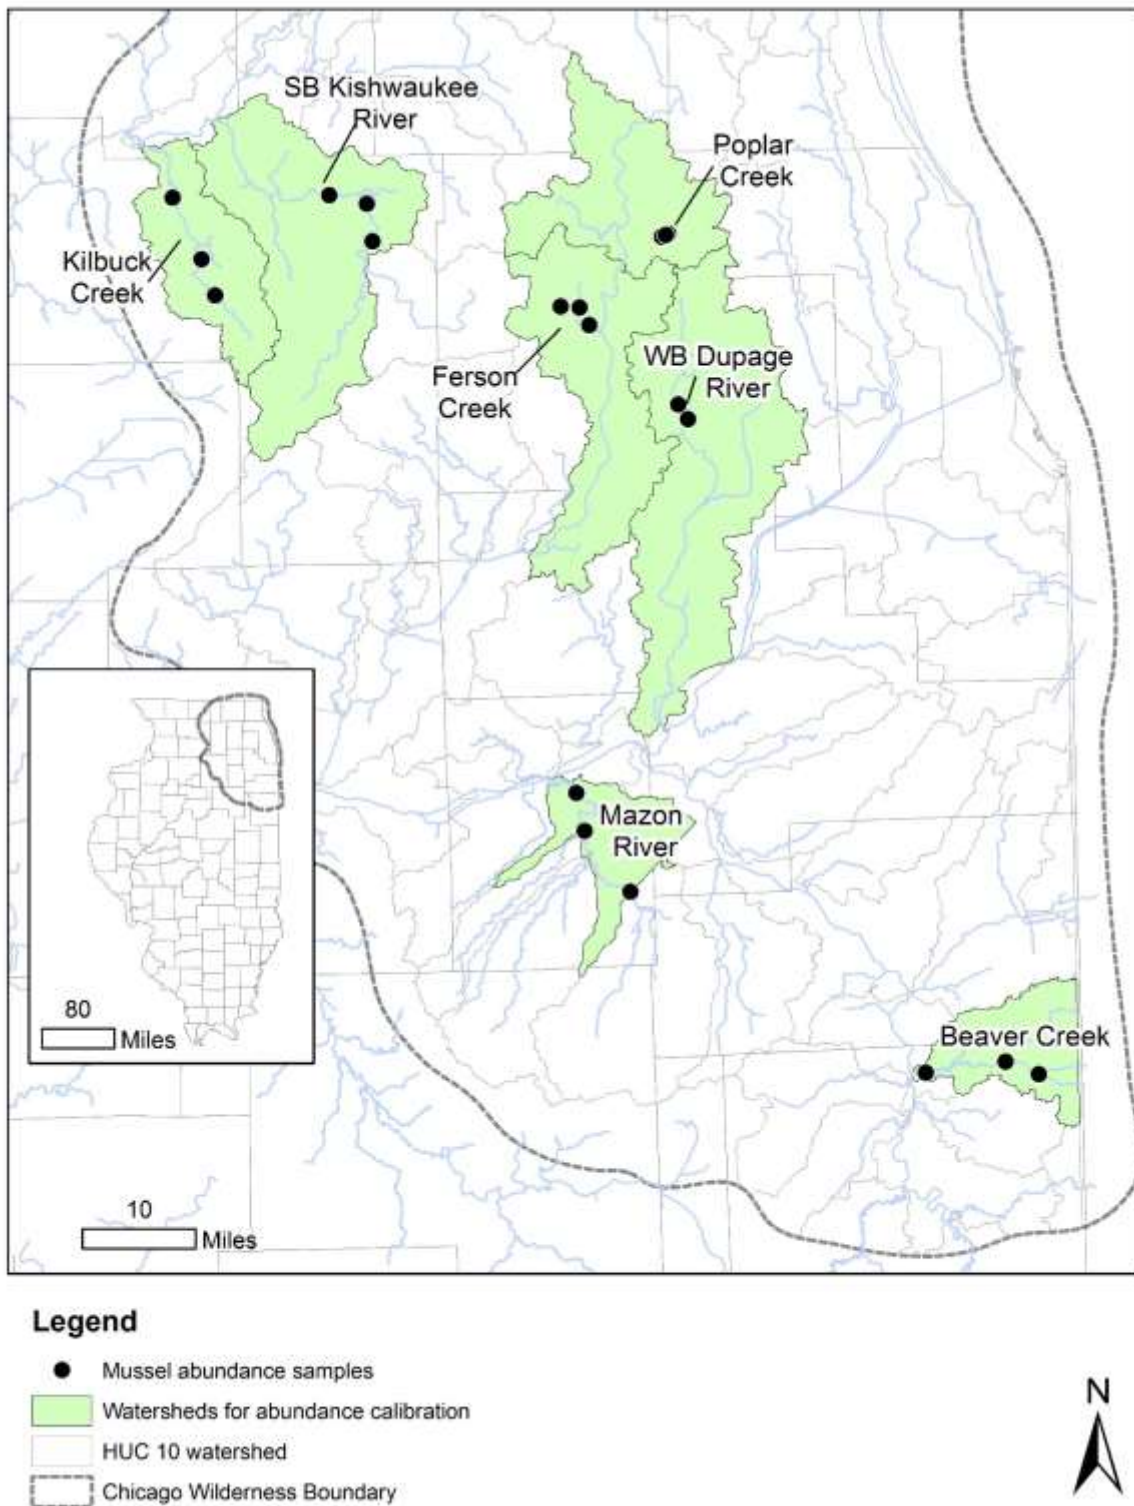 SB Kishwaukee
River
Poplar
Creek
Kilbuck
Creek
WB Dupage
River
Ferson
Creek
Mazon
River
Beaver Creek
80
Miles
10
Miles
Legend
Mussel abundance samples
Watersheds for abundance calibration
HUC 10 watershed
Chicago Wilderness Boundary
N